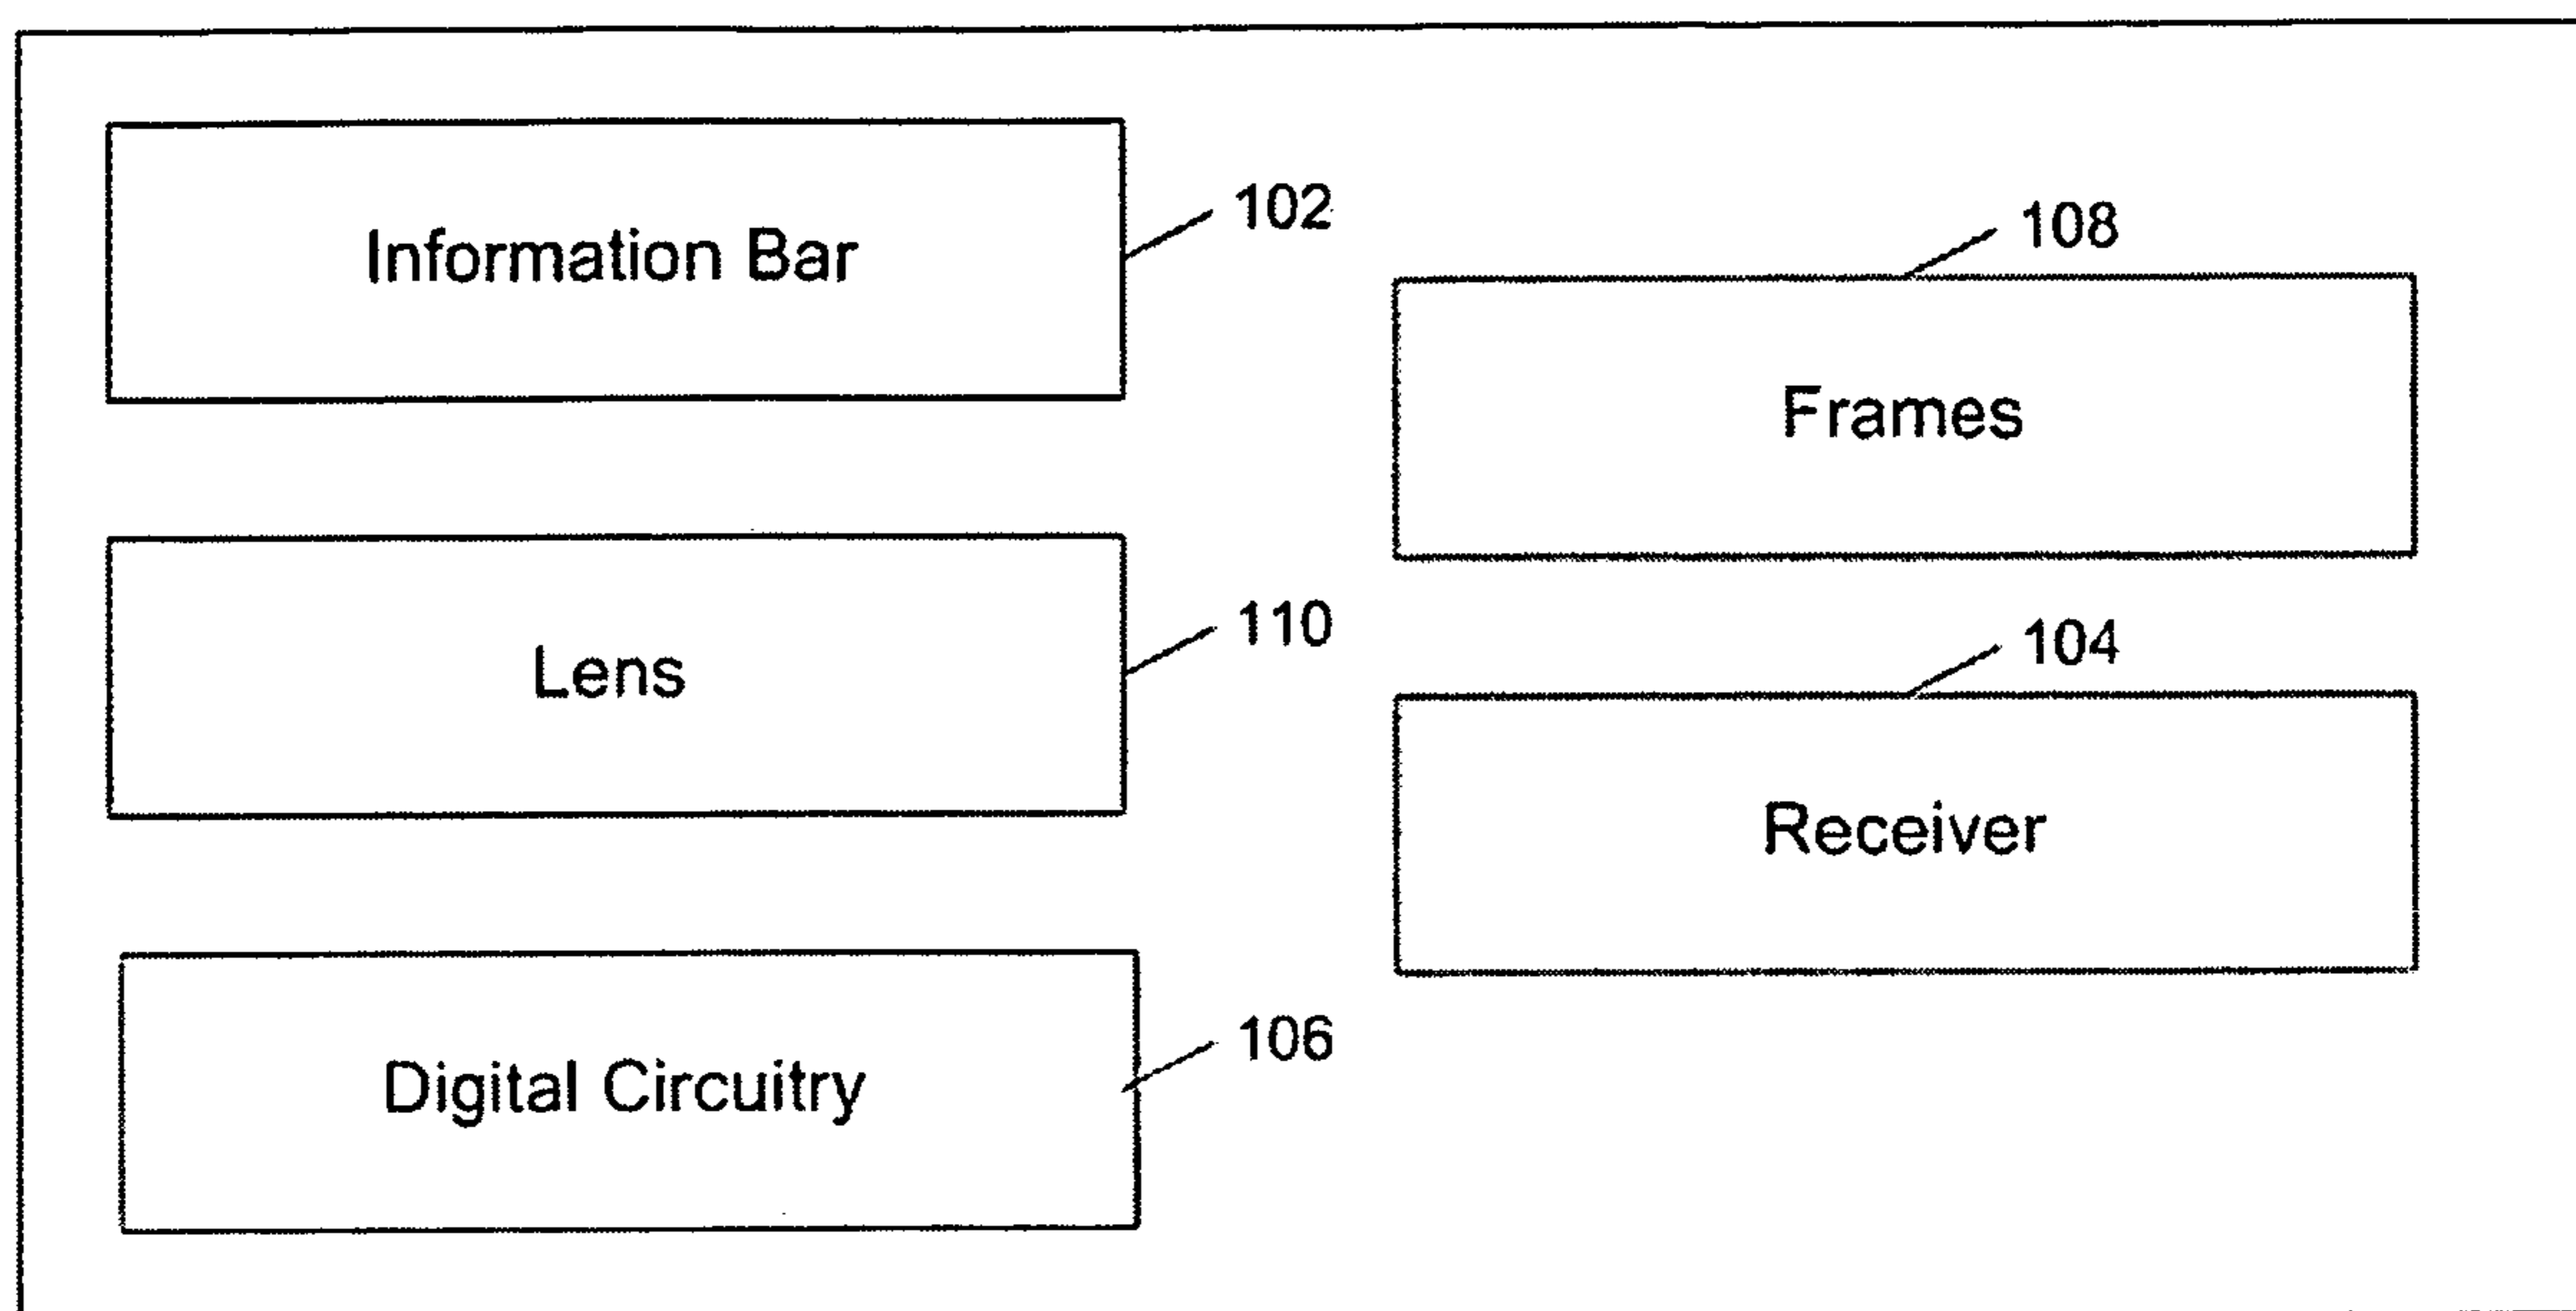 Information Bar
102
108
Frames
Lens
110
104
Receiver
Digital Circuitry
106